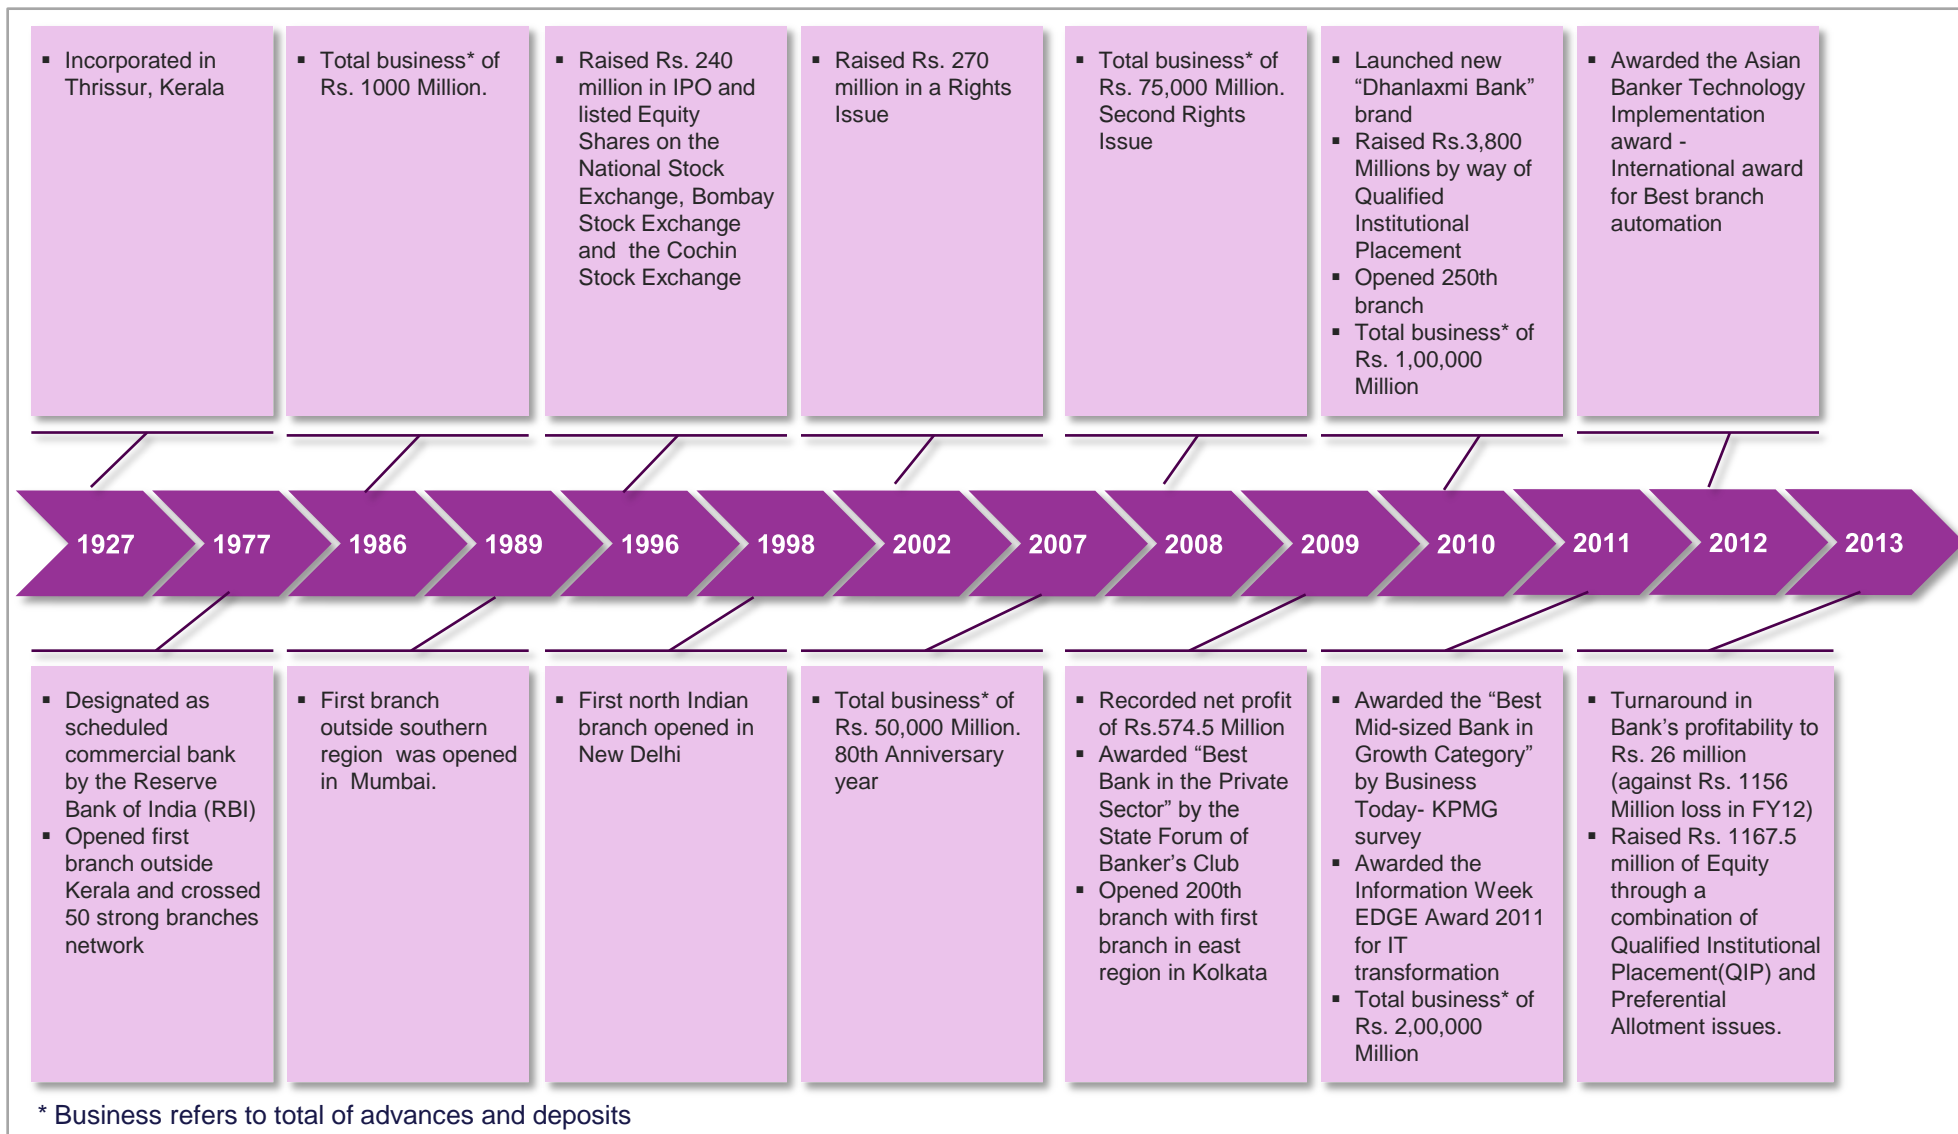 ▪ Incorporated in
Thrissur, Kerala
▪ Total business* of
Rs. 1000 Million.
▪ Raised Rs. 240
million in IPO and
listed Equity
Shares on the
National Stock
Exchange, Bombay
Stock Exchange
and the Cochin
Stock Exchange
▪ Raised Rs. 270
million in a Rights
Issue
▪ Total business* of
Rs. 75,000 Million.
Second Rights
Issue
▪ Launched new
“Dhanlaxmi Bank”
brand
▪ Raised Rs.3,800
Millions by way of
Qualified
Institutional
Placement
▪ Opened 250th
branch
▪ Total business* of
Rs. 1,00,000
Million
▪ Awarded the Asian
Banker Technology
Implementation
award -
International award
for Best branch
automation
1927 1977 1986 1989 1996 1998 2002 2007 2008 2009 2010 2011 2012 2013
▪ Designated as
scheduled
commercial bank
by the Reserve
Bank of India (RBI)
▪ Opened first
branch outside
Kerala and crossed
50 strong branches
network
▪ First branch
outside southern
region was opened
in Mumbai.
▪ First north Indian
branch opened in
New Delhi
▪ Total business* of
Rs. 50,000 Million.
80th Anniversary
year
▪ Recorded net profit
of Rs.574.5 Million
▪ Awarded “Best
Bank in the Private
Sector” by the
State Forum of
Banker’s Club
▪ Opened 200th
branch with first
branch in east
region in Kolkata
▪ Awarded the “Best
Mid-sized Bank in
Growth Category”
by Business
Today- KPMG
survey
▪ Awarded the
Information Week
EDGE Award 2011
for IT
transformation
▪ Total business* of
Rs. 2,00,000
Million
▪ Turnaround in
Bank’s profitability to
Rs. 26 million
(against Rs. 1156
Million loss in FY12)
▪ Raised Rs. 1167.5
million of Equity
through a
combination of
Qualified Institutional
Placement(QIP) and
Preferential
Allotment issues.
* Business refers to total of advances and deposits